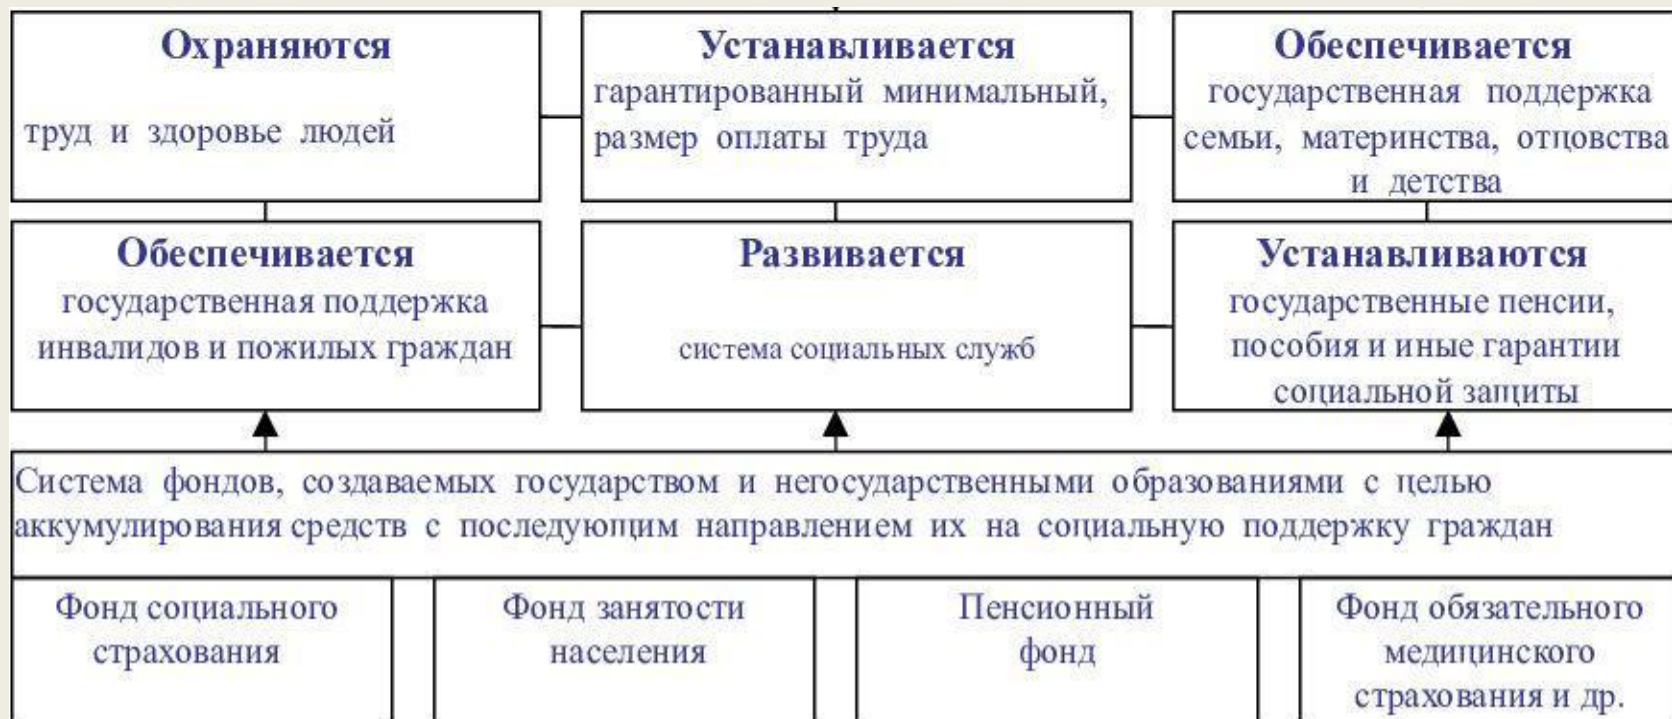 Охраняются
труд и здоровье людей
Устанавливается
гарантированный минимальный,
размер оплаты труда
Обеспечивается
государственная поддержка
семьи, материнства, отцовства
и детства
Обеспечивается
государственная поддержка
инвалидов и пожилых граждан
Развивается
система социальных служб
Устанавливаются
государственные пенсии,
пособия и иные гарантии
социальной защиты
Система фондов, создаваемых государством и негосударственными образованиями с целью
аккумулирования средств с последующим направлением их на социальную поддержку граждан
Фонд социального
страхования
Фонд занятости
населения
Пенсионный
фонд
Фонд обязательного
медицинского
страхования и др.